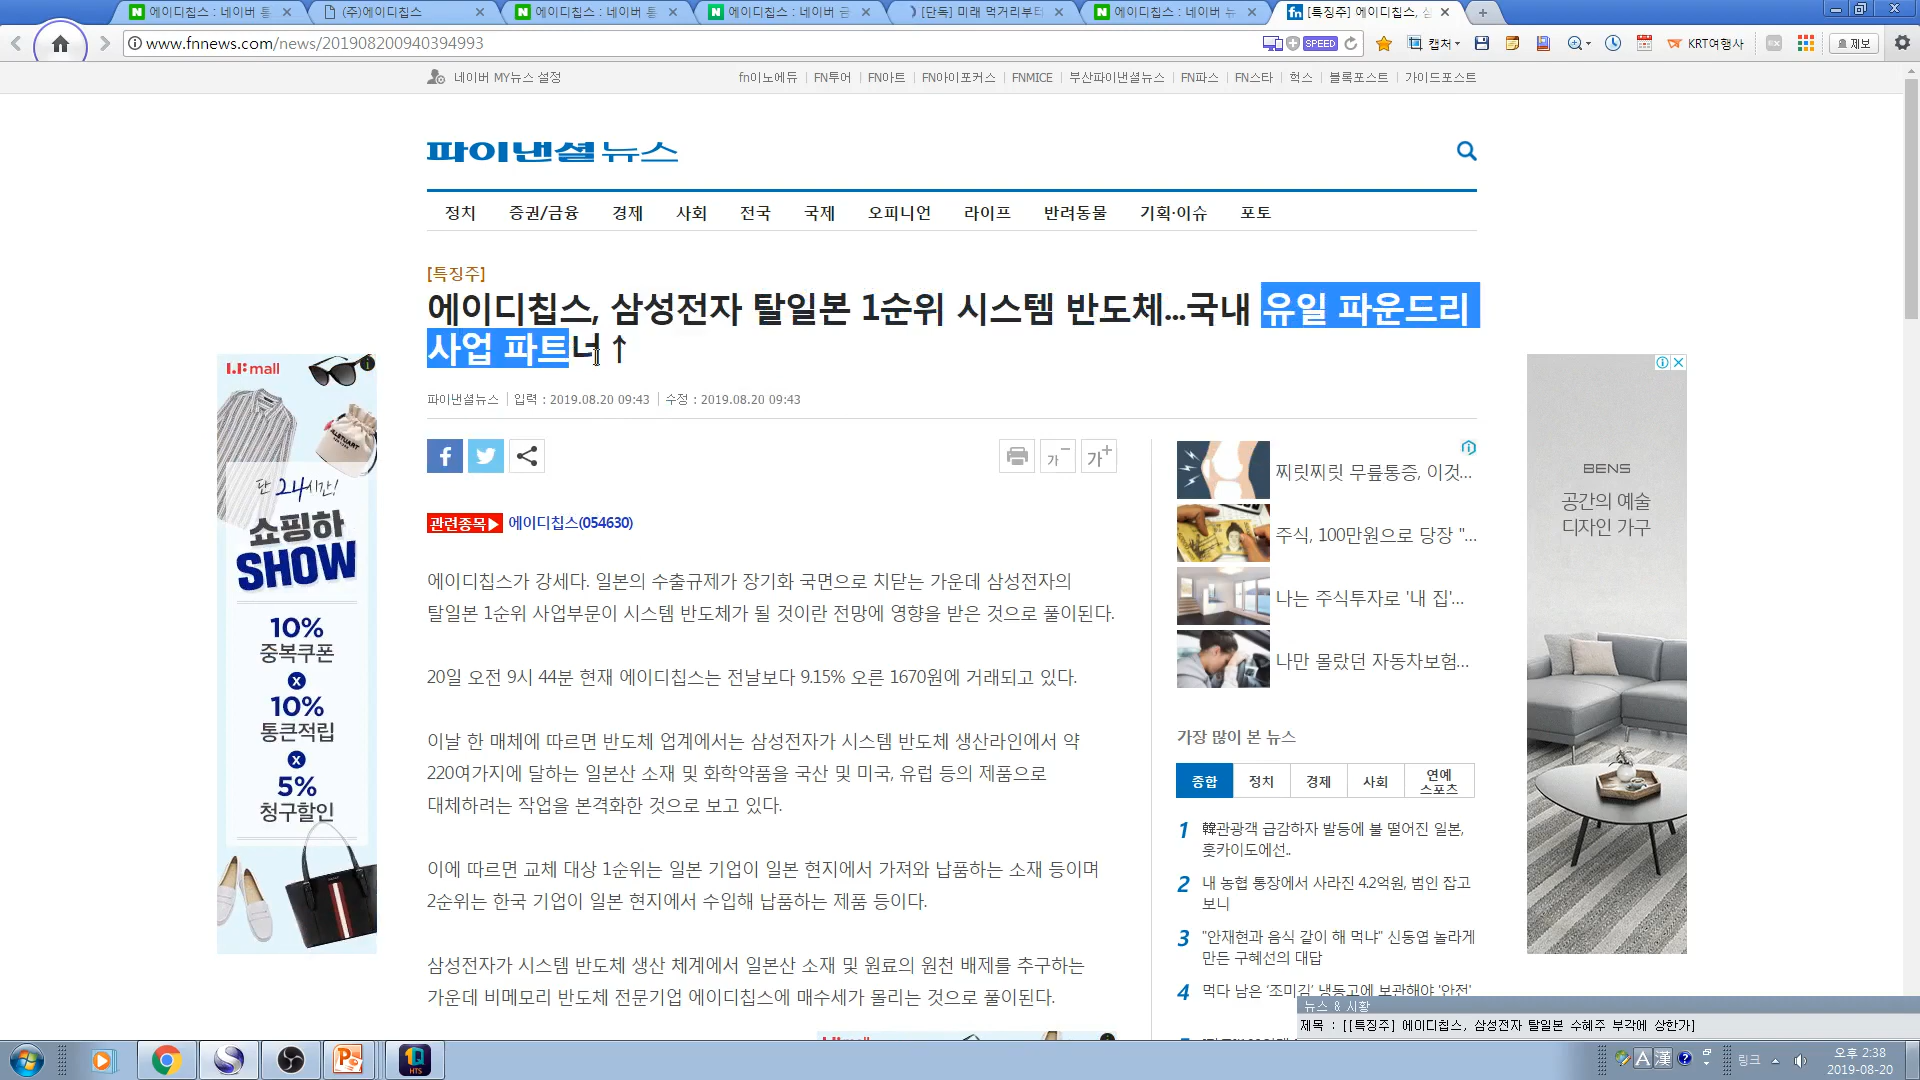 에이디칩스 : 네이버 통
(주)에이디칩스
에이디칩스 : 네이버 통
에이디칩스 : 네이버 금
[단독] 미래 먹거리부터
에이디칩스 : 네이버 뉴
[특징주] 에이디칩스, 삼
www.fnnews.com/news/201908200940394993
SPEED
캡처
KRT여행사
제보
네이버 MY뉴스 설정
fn이노에듀 FN투어 FN아트 FN아이포커스 FNMICE 부산파이낸셜뉴스 FN파스 FN스타 헉스 블록포스트 가이드포스트
파이낸셜뉴스
정치 증권/금융 경제 사회 전국 국제 오피니언 라이프 반려동물 기획·이슈 포토
[특징주]
에이디칩스, 삼성전자 탈일본 1순위 시스템 반도체...국내 유일 파운드리
사업 파트너↑
파이낸셜뉴스 입력 : 2019.08.20 09:43 수정 : 2019.08.20 09:43
가-
가+
관련종목▶ 에이디칩스(054630)
에이디칩스가 강세다. 일본의 수출규제가 장기화 국면으로 치닫는 가운데 삼성전자의
탈일본 1순위 사업부문이 시스템 반도체가 될 것이란 전망에 영향을 받은 것으로 풀이된다.
20일 오전 9시 44분 현재 에이디칩스는 전날보다 9.15% 오른 1670원에 거래되고 있다.
이날 한 매체에 따르면 반도체 업계에서는 삼성전자가 시스템 반도체 생산라인에서 약
220여가지에 달하는 일본산 소재 및 화학약품을 국산 및 미국, 유럽 등의 제품으로
대체하려는 작업을 본격화한 것으로 보고 있다.
이에 따르면 교체 대상 1순위는 일본 기업이 일본 현지에서 가져와 납품하는 소재 등이며
2순위는 한국 기업이 일본 현지에서 수입해 납품하는 제품 등이다.
삼성전자가 시스템 반도체 생산 체계에서 일본산 소재 및 원료의 원천 배제를 추구하는
가운데 비메모리 반도체 전문기업 에이디칩스에 매수세가 몰리는 것으로 풀이된다.
LF mall
단 24시간!
쇼핑하
SHOW
10%
중복쿠폰
x
10%
통큰적립
x
5%
청구할인
찌릿찌릿 무릎통증, 이것...
주식, 100만원으로 당장 "...
나는 주식투자로 '내 집'...
나만 몰랐던 자동차보험...
가장 많이 본 뉴스
종합 정치 경제 사회 연예
스포츠
1 韓관광객 급감하자 발등에 불 떨어진 일본,
홋카이도에선..
2 내 농협 통장에서 사라진 4.2억원, 범인 잡고
보니
3 "안재현과 음식 같이 해 먹냐" 신동엽 놀라게
만든 구혜선의 대답
4 먹다 남은 '조미김' 냉동고에 보관해야 '안전'
BENS
공간의 예술
디자인 가구
뉴스 & 시황
제목 : [[특징주] 에이디칩스, 삼성전자 탈일본 수혜주 부각에 상한가]
1Q
HTS
A 漢
링크
오후 2:38
2019-08-20